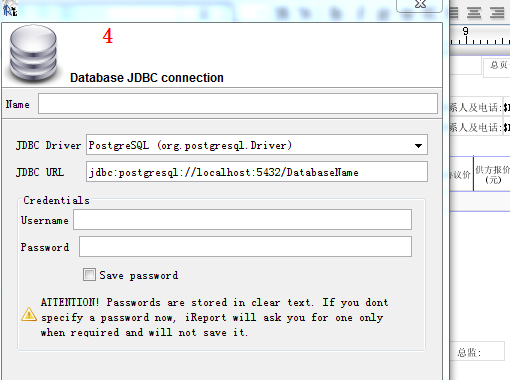 4
9
Database JDBC connection
总页
Name
系人及电话:$
JDBC Driver PostgreSQL (org.postgresql.Driver)
系人及电话:$
JDBC URL jdbc:postgresql://localhost:5432/DatabaseName
议价 供方报价
(元)
Credentials
Username
Password
Save password
ATTENTION! Passwords are stored in clear text. If you dont
specify a password now, iReport will ask you for one only
when required and will not save it.
总监: